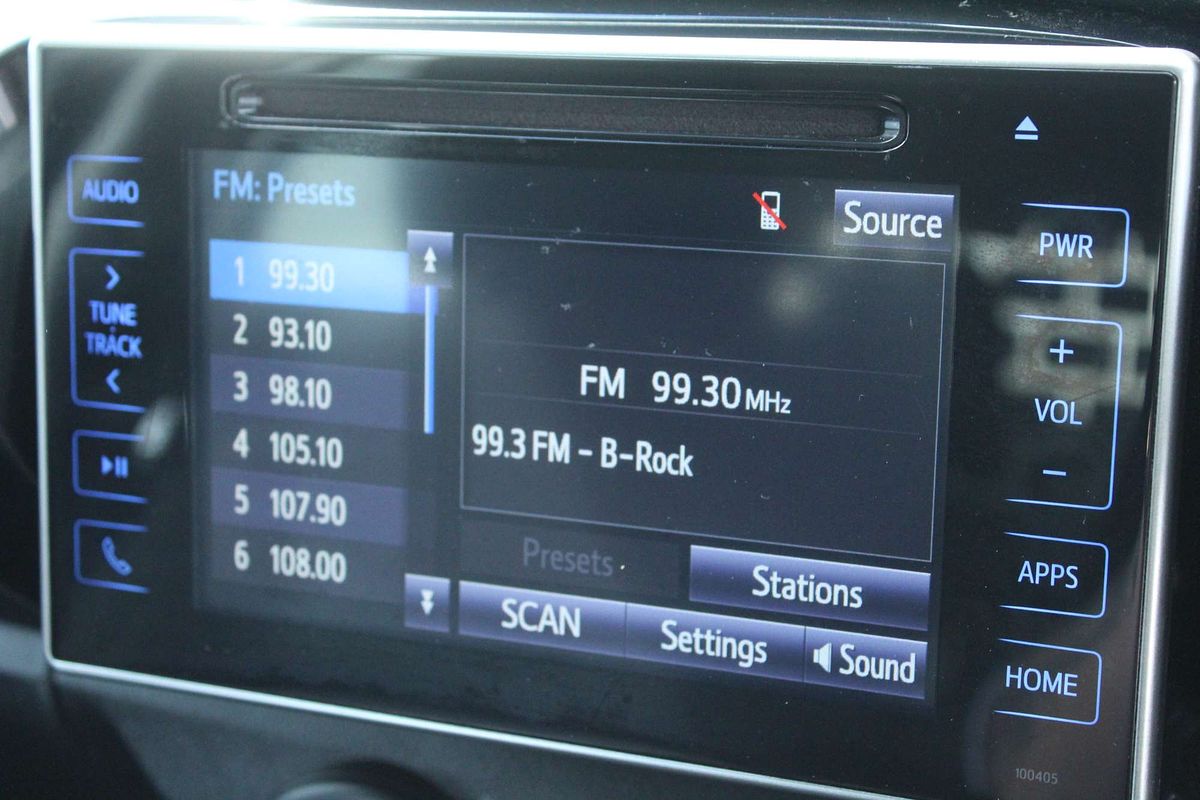 AUDIO
TUNE
TRACK
FM: Presets
Source
1 99.30
2 93.10
3 98.10
4 105.10
5 107.90
6 108.00
FM 99.30 MHz
99.3 FM - B-Rock
Presets
Stations
SCAN
Settings
Sound
PWR
+
VOL
-
APPS
HOME
100405